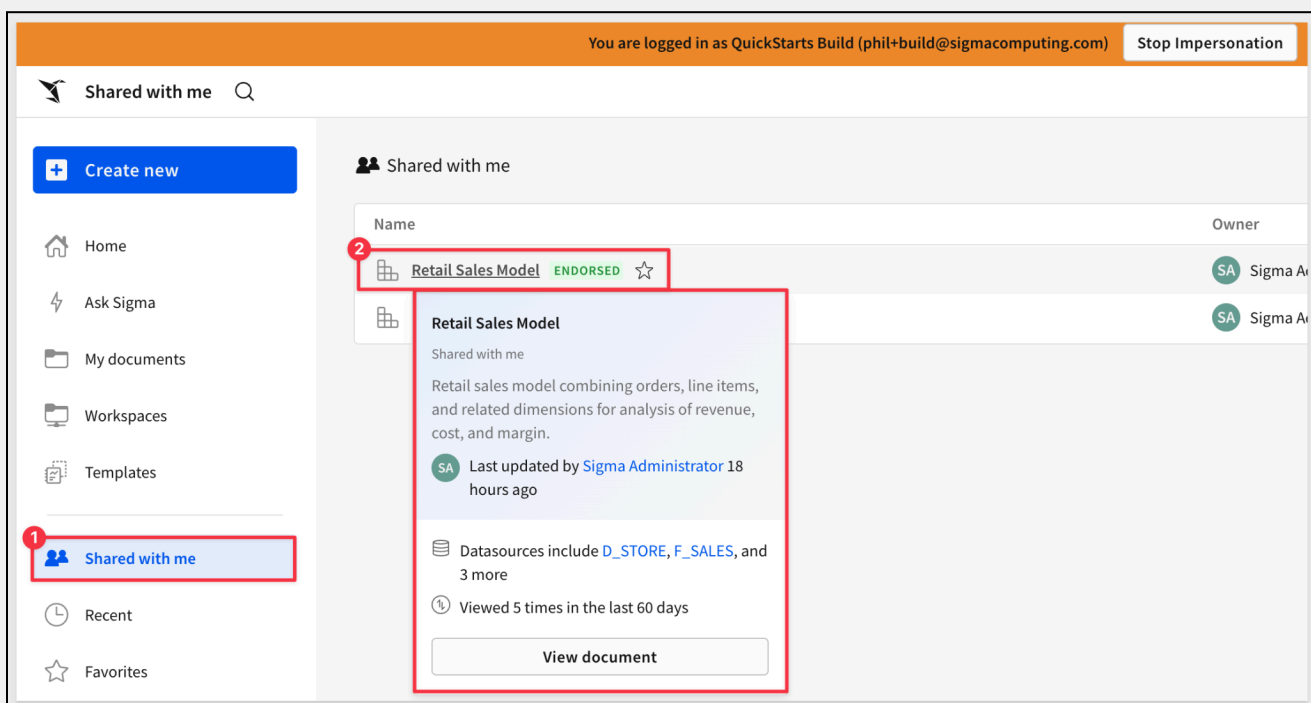 You are logged in as QuickStarts Build (phil+build@sigmacomputing.com)
Stop Impersonation
Shared with me
Create new
Home
Ask Sigma
My documents
Workspaces
Templates
1
Shared with me
Recent
Favorites
Shared with me
Name
Owner
2
Retail Sales Model ENDORSED
SA Sigma
SA Sigma
Retail Sales Model
Shared with me
Retail sales model combining orders, line items,
and related dimensions for analysis of revenue,
cost, and margin.
SA Last updated by Sigma Administrator 18
hours ago
Datasources include D_STORE, F_SALES, and
3 more
Viewed 5 times in the last 60 days
View document